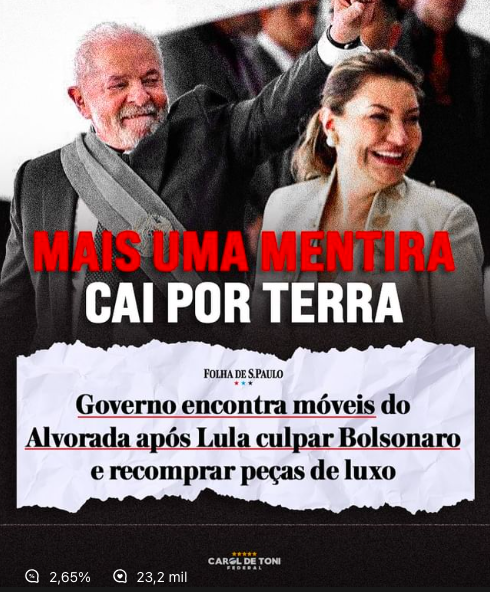 MAIS UMA MENTIRA
CAI POR TERRA
FOLHA DE S.PAULO
Governo encontra móveis do
Alvorada após Lula culpar Bolsonaro
e recomprar peças de luxo
CAROL DE TONI
FEDERAL
2,65% 23,2 mil